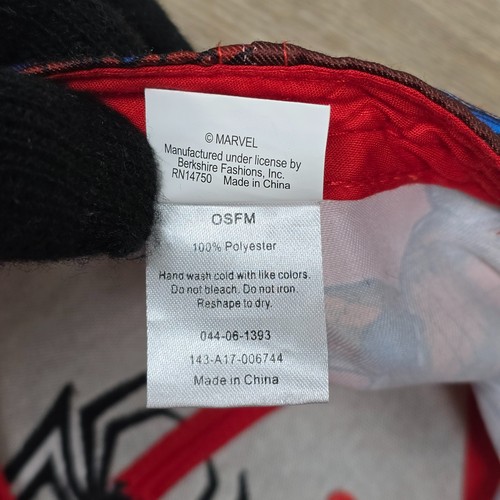 © MARVEL
Manufactured under license by
Berkshire Fashions, Inc.
RN14750 Made in China
OSFM
100% Polyester
Hand wash cold with like colors.
Do not bleach. Do not iron.
Reshape to dry.
044-06-1393
143-A17-006744
Made in China